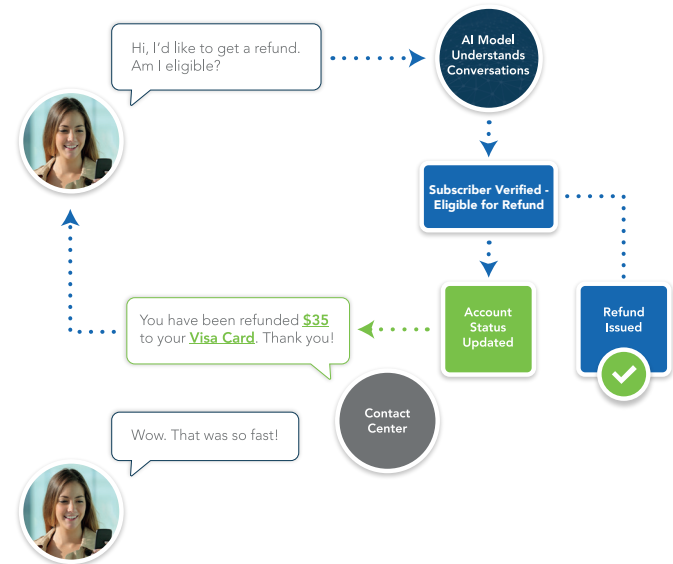 Hi, I’d like to get a refund.
Am I eligible?
AI Model
Understands
Conversations
Subscriber Verified -
Eligible for Refund
Account
Status
Updated
Refund
Issued
You have been refunded $35
to your Visa Card. Thank you!
Contact
Center
Wow. That was so fast!